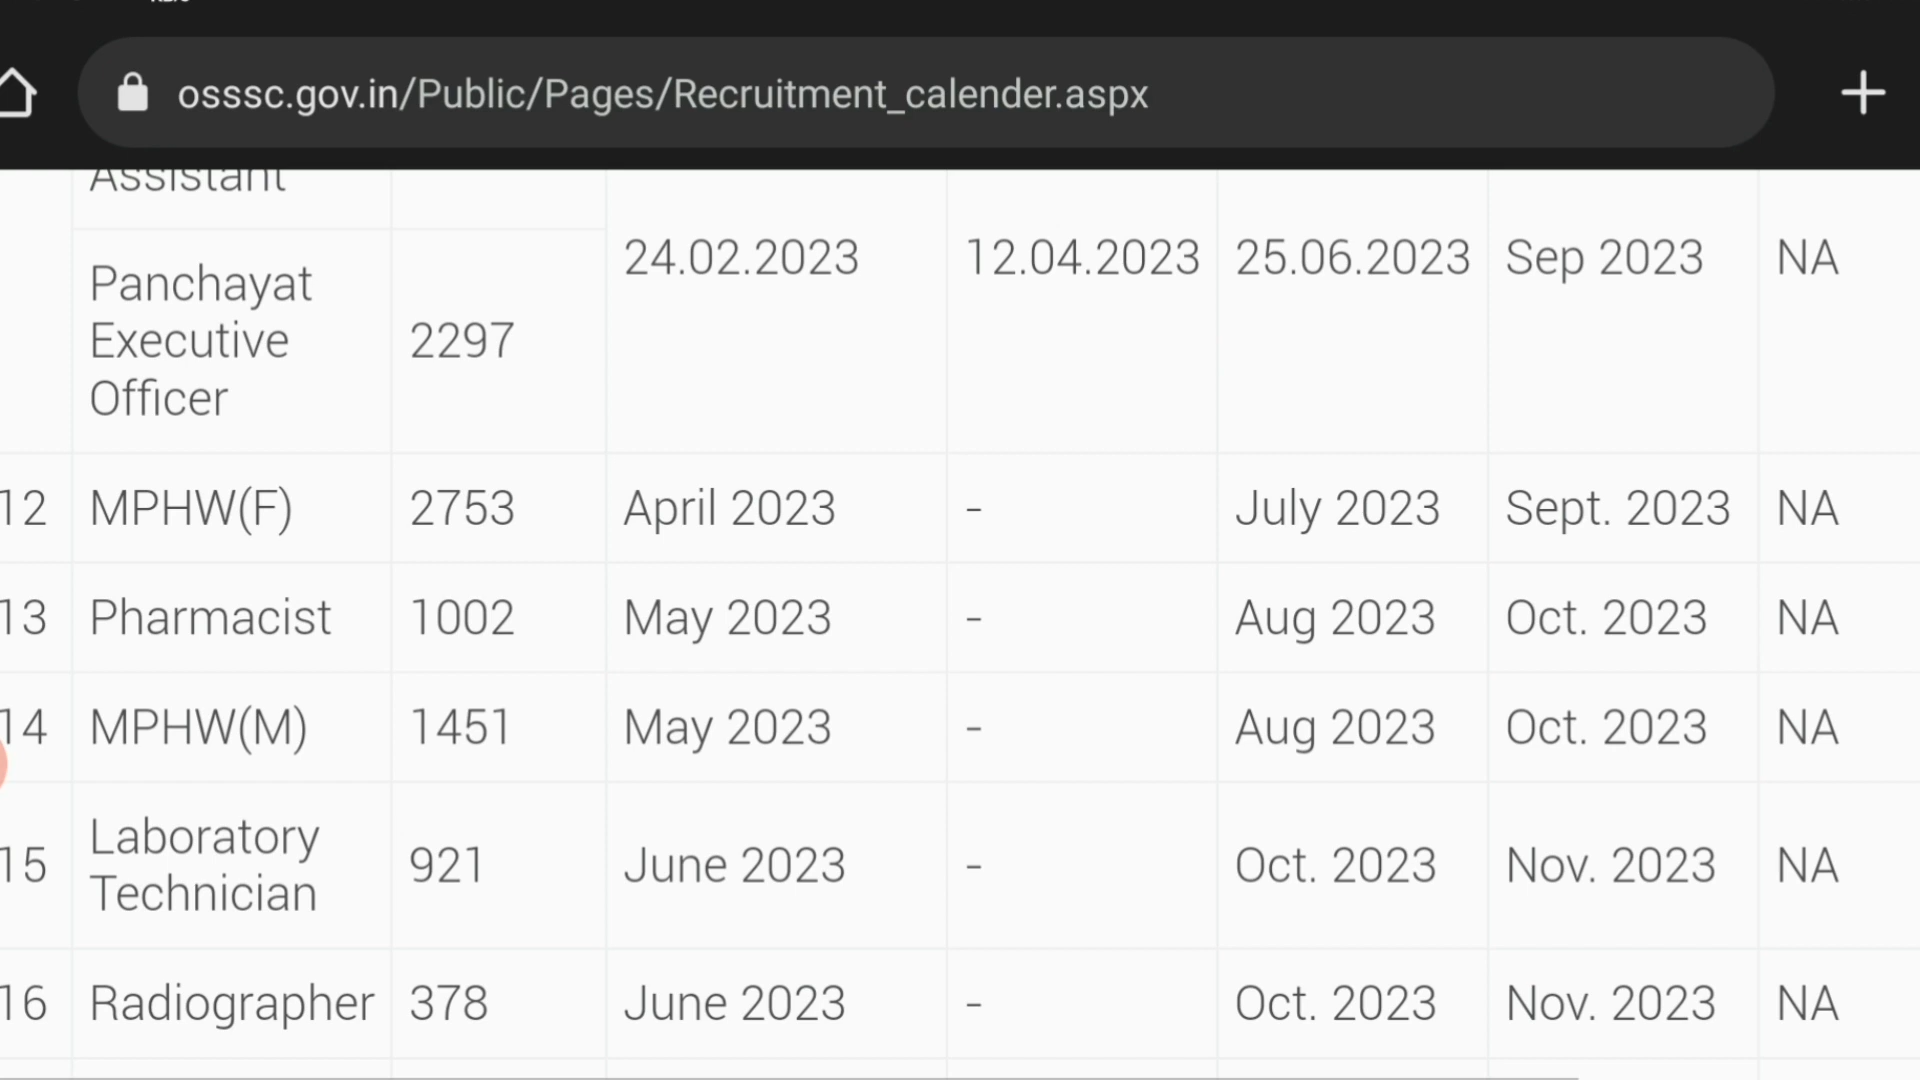 osssc.gov.in/Public/Pages/Recruitment_calender.aspx
Assistant
24.02.2023 12.04.2023 25.06.2023 Sep 2023 NA
Panchayat
Executive 2297
Officer
12 MPHW(F) 2753 April 2023 - July 2023 Sept. 2023 NA
13 Pharmacist 1002 May 2023 - Aug 2023 Oct. 2023 NA
14 MPHW(M) 1451 May 2023 - Aug 2023 Oct. 2023 NA
Laboratory
15 921 June 2023 - Oct. 2023 Nov. 2023 NA
Technician
16 Radiographer 378 June 2023 - Oct. 2023 Nov. 2023 NA